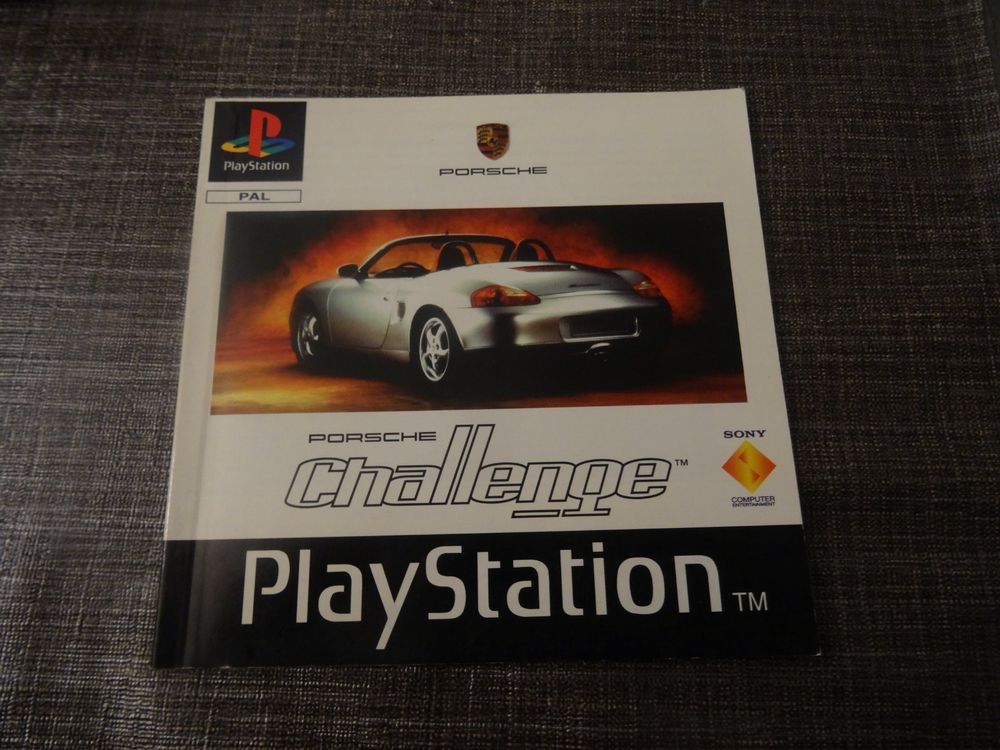 PlayStation
PAL
PORSCHE
PORSCHE
Challenge™
SONY
COMPUTER
ENTERTAINMENT
PlayStation™